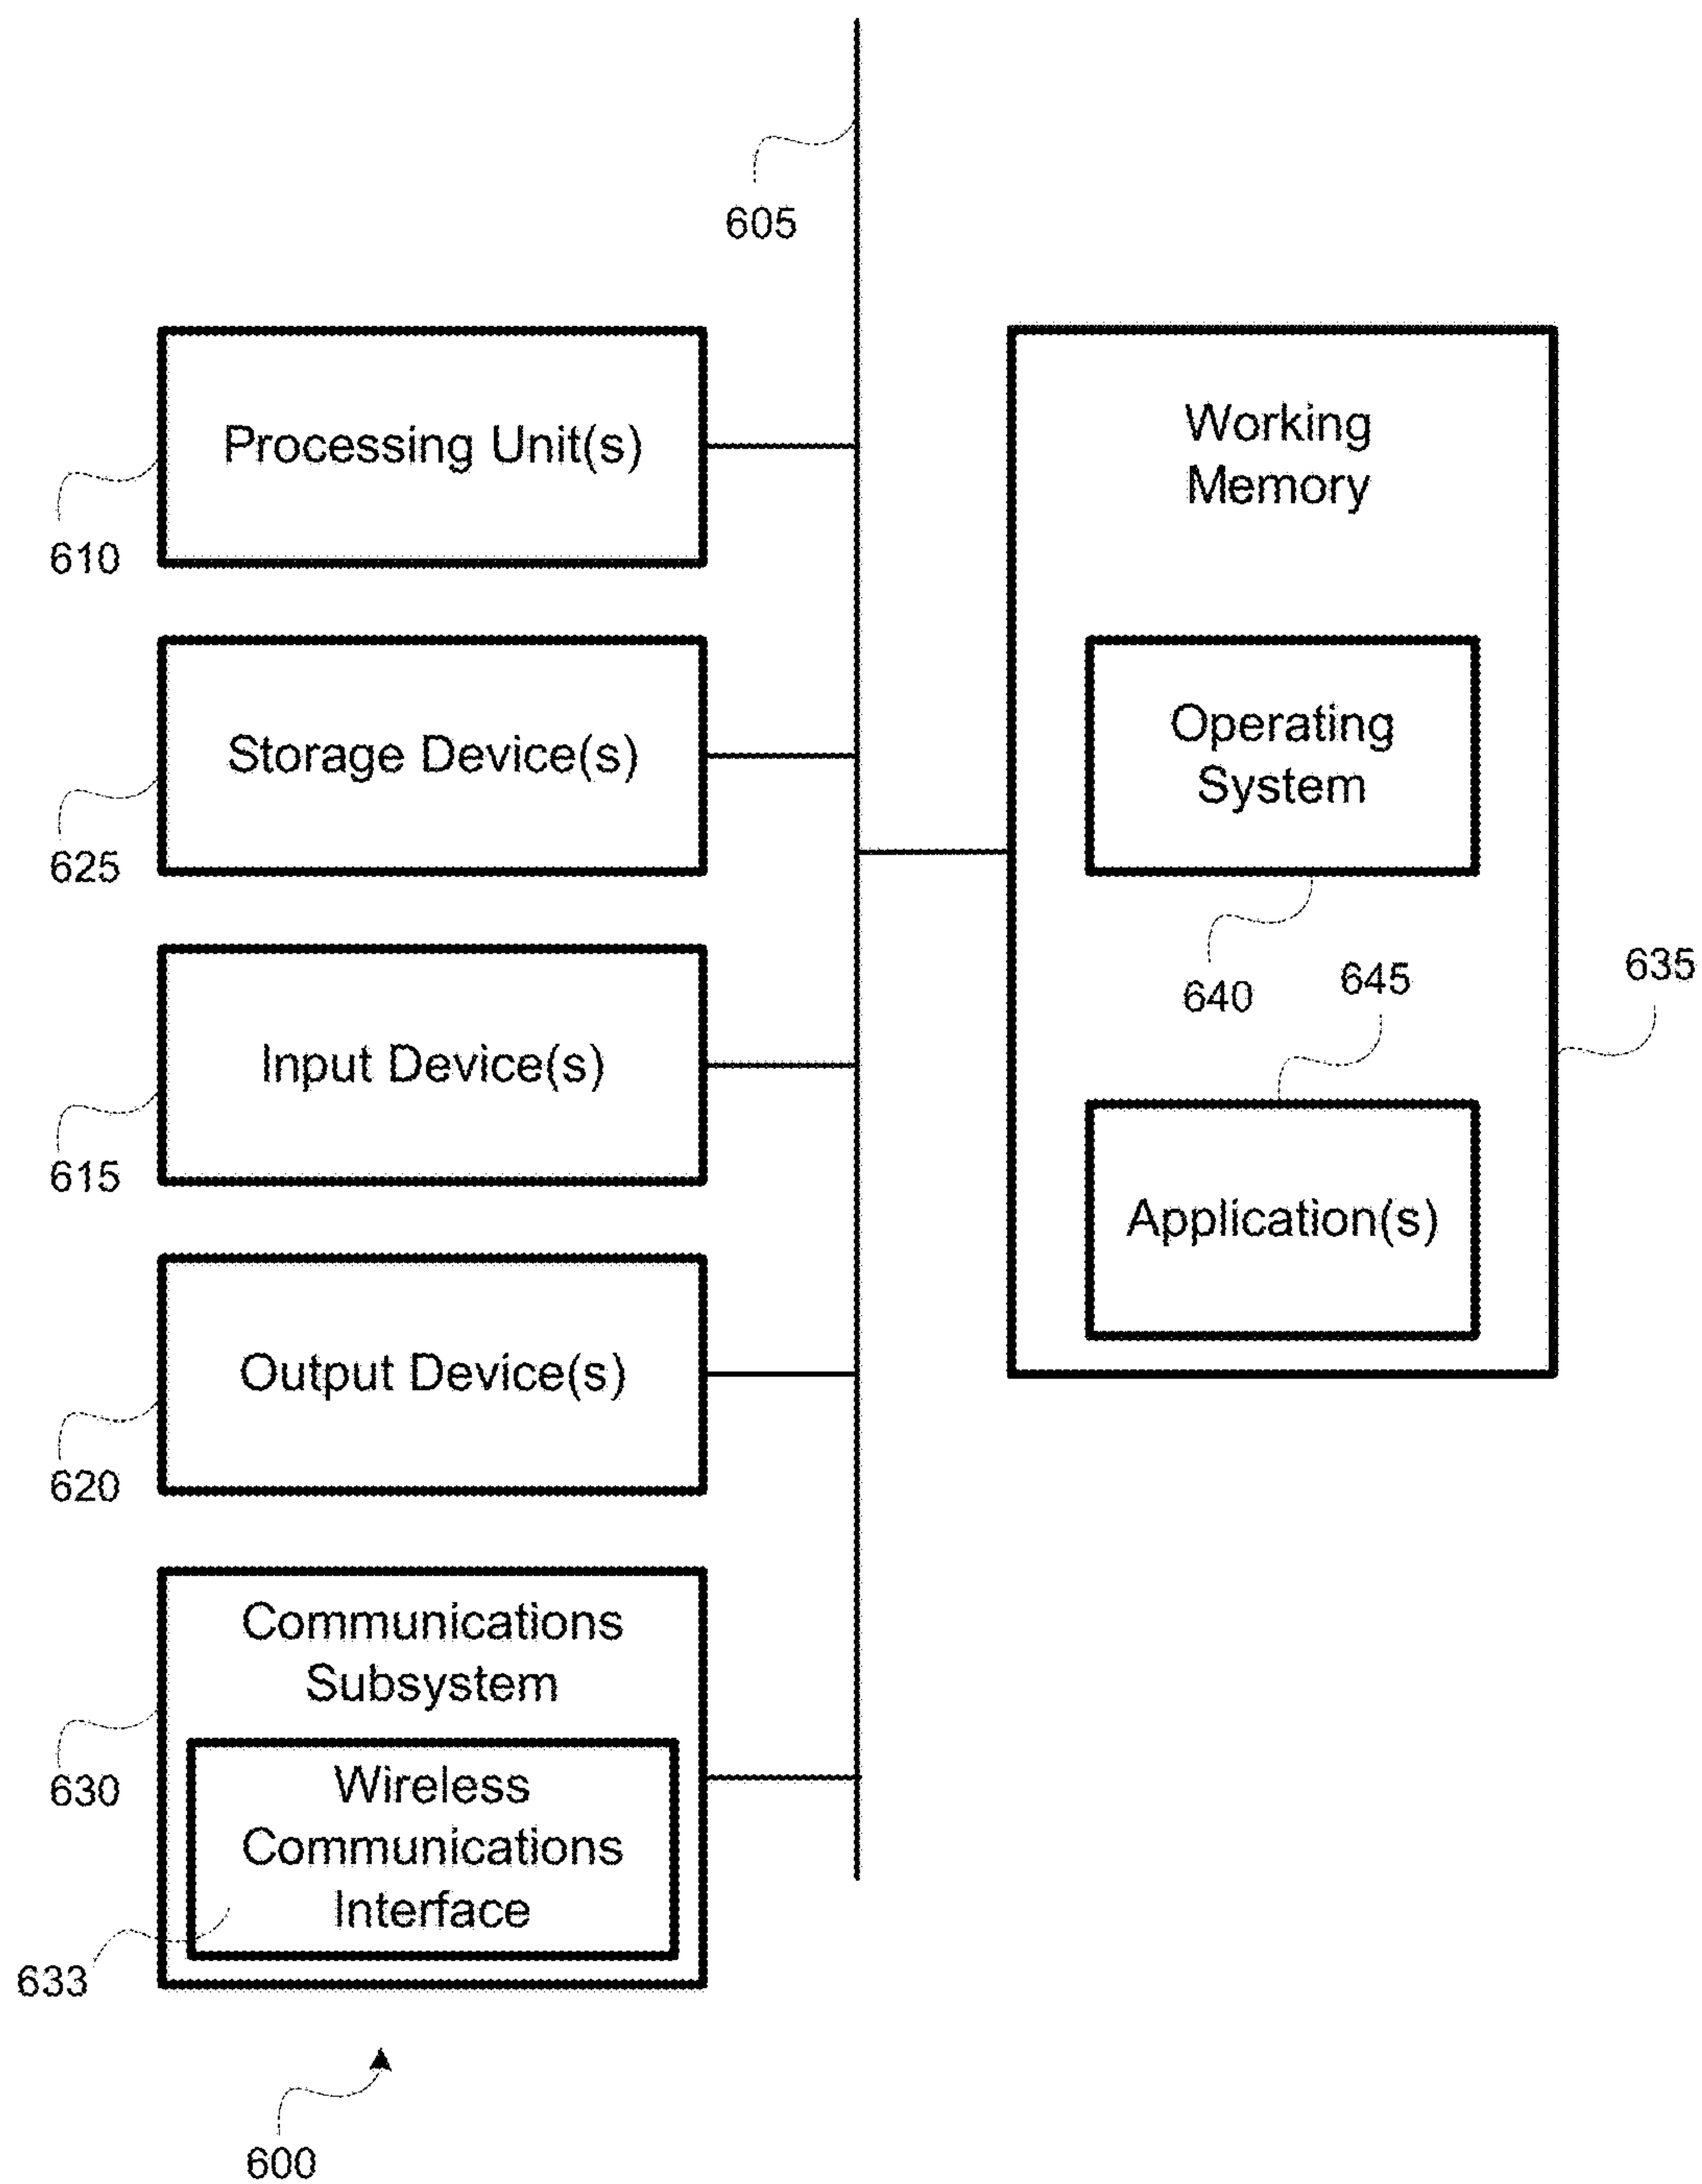 605
Processing Unit(s)
610
Storage Device(s)
625
Input Device(s)
615
Output Device(s)
620
Communications
Subsystem
630
Wireless
Communications
Interface
633
600
Working
Memory
Operating
System
640
645
635
Application(s)